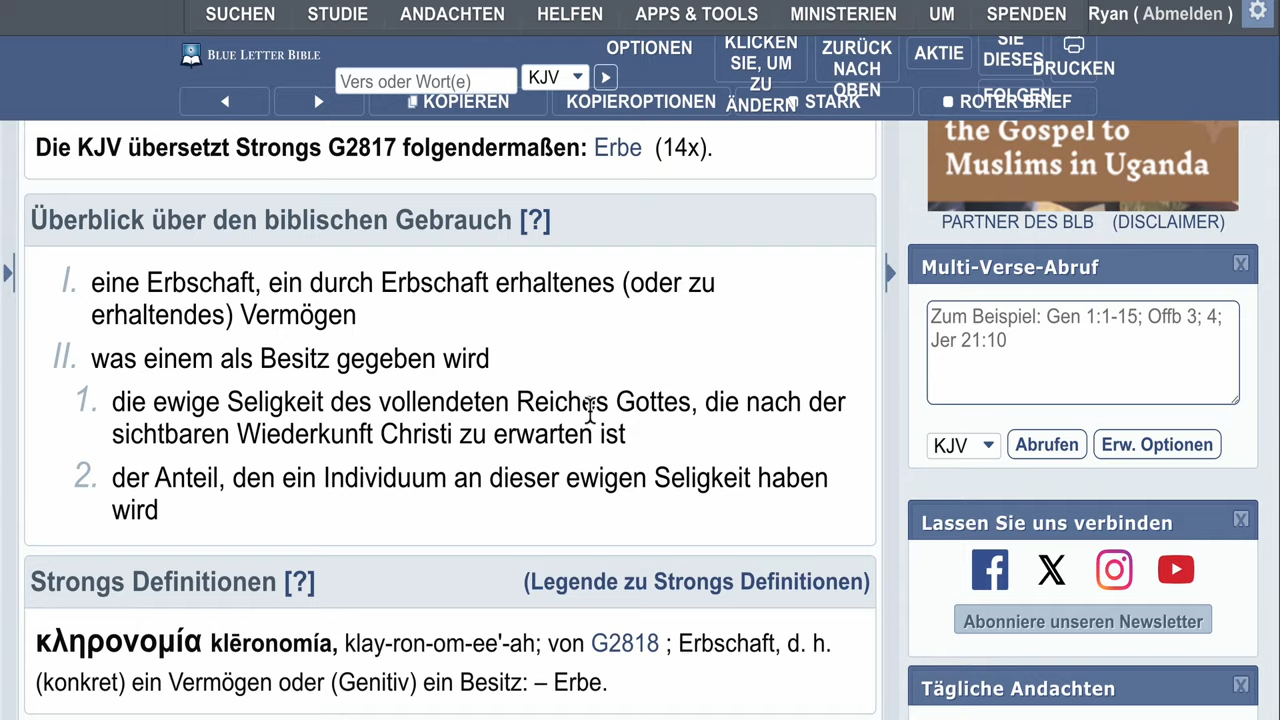 SUCHEN STUDIE ANDACHTEN HELFEN APPS & TOOLS MINISTERIEN UM SPENDEN Ryan ( Abmelden )
BLUE LETTER BIBLE
Vers oder Wort(e)
KJV
OPTIONEN
KLICKEN
SIE, UM
ZU
ÄNDERN
ZURÜCK
NACH
OBEN
AKTIE
SIE
DIESES
FOLGEN
DRUCKEN
KOPIEREN KOPIEROPTIONEN STARK ROTER BRIEF
Die KJV übersetzt Strongs G2817 folgendermaßen: Erbe (14x).
Überblick über den biblischen Gebrauch [?]
I. eine Erbschaft, ein durch Erbschaft erhaltenes (oder zu
erhaltendes) Vermögen
II. was einem als Besitz gegeben wird
1. die ewige Seligkeit des vollendeten Reiches Gottes, die nach der
sichtbaren Wiederkunft Christi zu erwarten ist
2. der Anteil, den ein Individuum an dieser ewigen Seligkeit haben
wird
Strongs Definitionen [?] (Legende zu Strongs Definitionen)
κληρονομία klēronomía, klay-ron-om-ee'-ah; von G2818 ; Erbschaft, d. h.
(konkret) ein Vermögen oder (Genitiv) ein Besitz: – Erbe.
the Gospel to
Muslims in Uganda
PARTNER DES BLB (DISCLAIMER)
Multi-Verse-Abruf
Zum Beispiel: Gen 1:1-15; Offb 3; 4;
Jer 21:10
KJV Abrufen Erw. Optionen
Lassen Sie uns verbinden
Abonniere unseren Newsletter
Tägliche Andachten